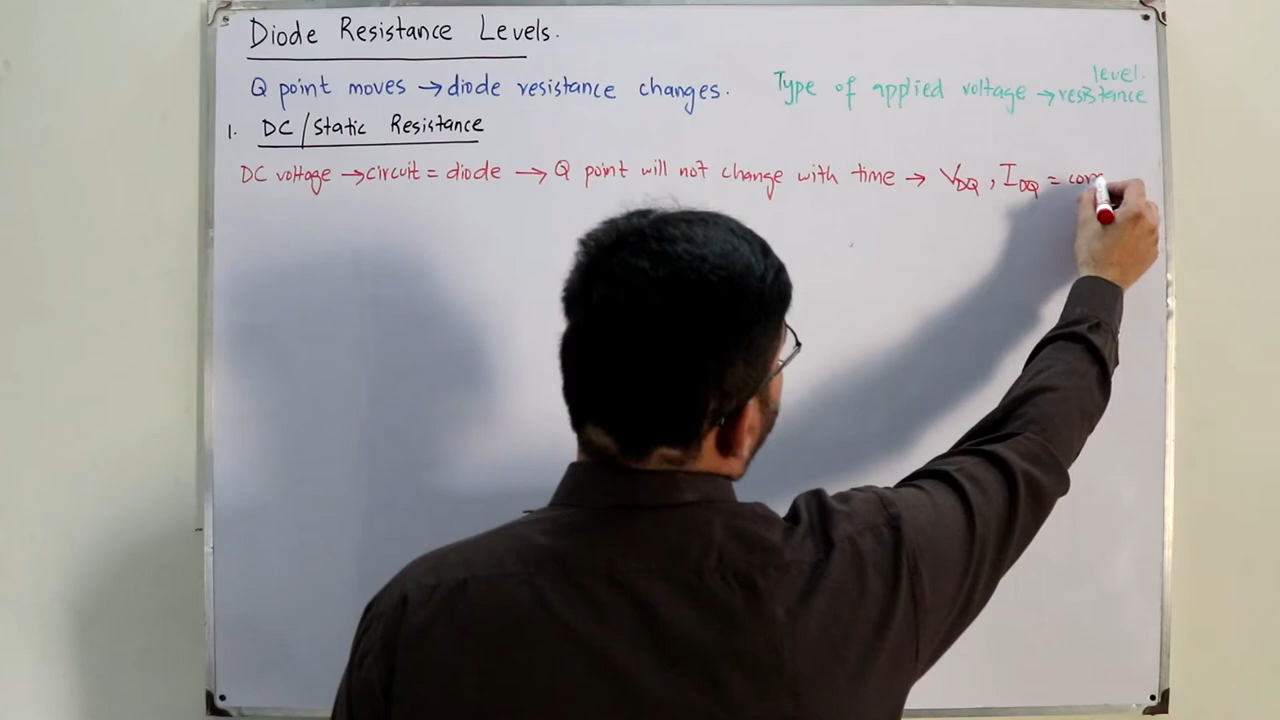 Diode Resistance Levels.
Q point moves → diode resistance changes.
Type of applied voltage → resistance level.
1. DC/Static Resistance
DC voltage → circuit = diode → Q point will not change with time → VDQ, IDQ = con